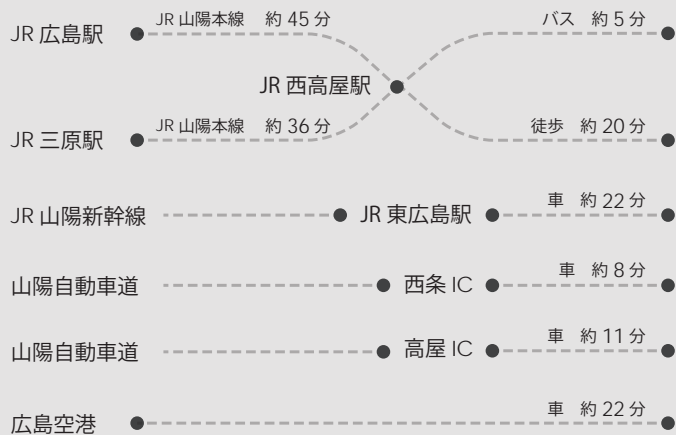 JR 広島駅 JR 山陽本線 約 45 分 バス 約 5 分
JR 西高屋駅
JR 三原駅 JR 山陽本線 約 36 分 徒歩 約 20 分
JR 山陽新幹線 JR 東広島駅 車 約 22 分
山陽自動車道 西条 IC 車 約 8 分
山陽自動車道 高屋 IC 車 約 11 分
広島空港 車 約 22 分